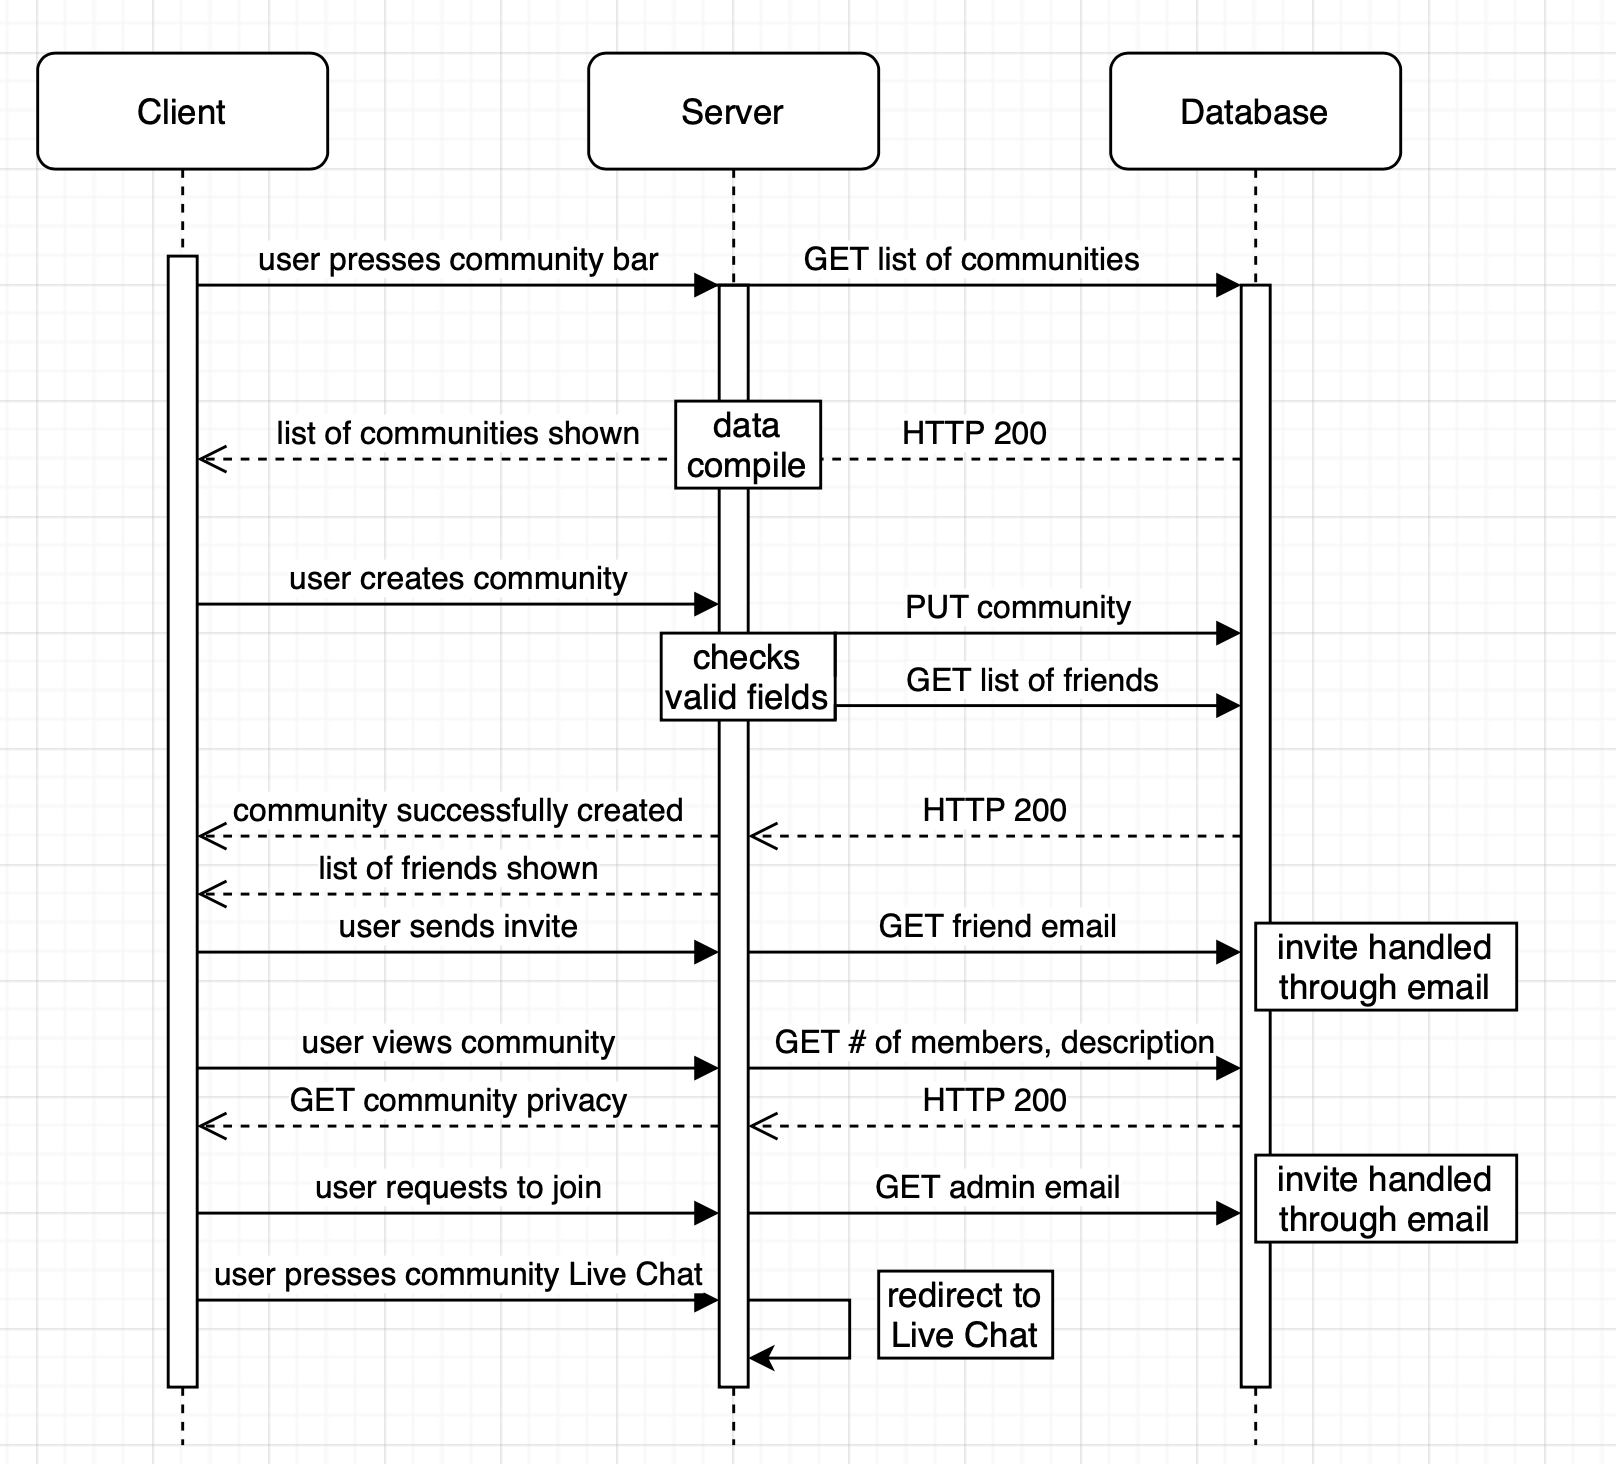 Client
Server
Database
user presses community bar
GET list of communities
list of communities shown
data
compile
HTTP 200
user creates community
PUT community
checks
valid fields
GET list of friends
community successfully created
HTTP 200
list of friends shown
user sends invite
GET friend email
invite handled
through email
user views community
GET # of members, description
GET community privacy
HTTP 200
user requests to join
GET admin email
invite handled
through email
user presses community Live Chat
redirect to
Live Chat